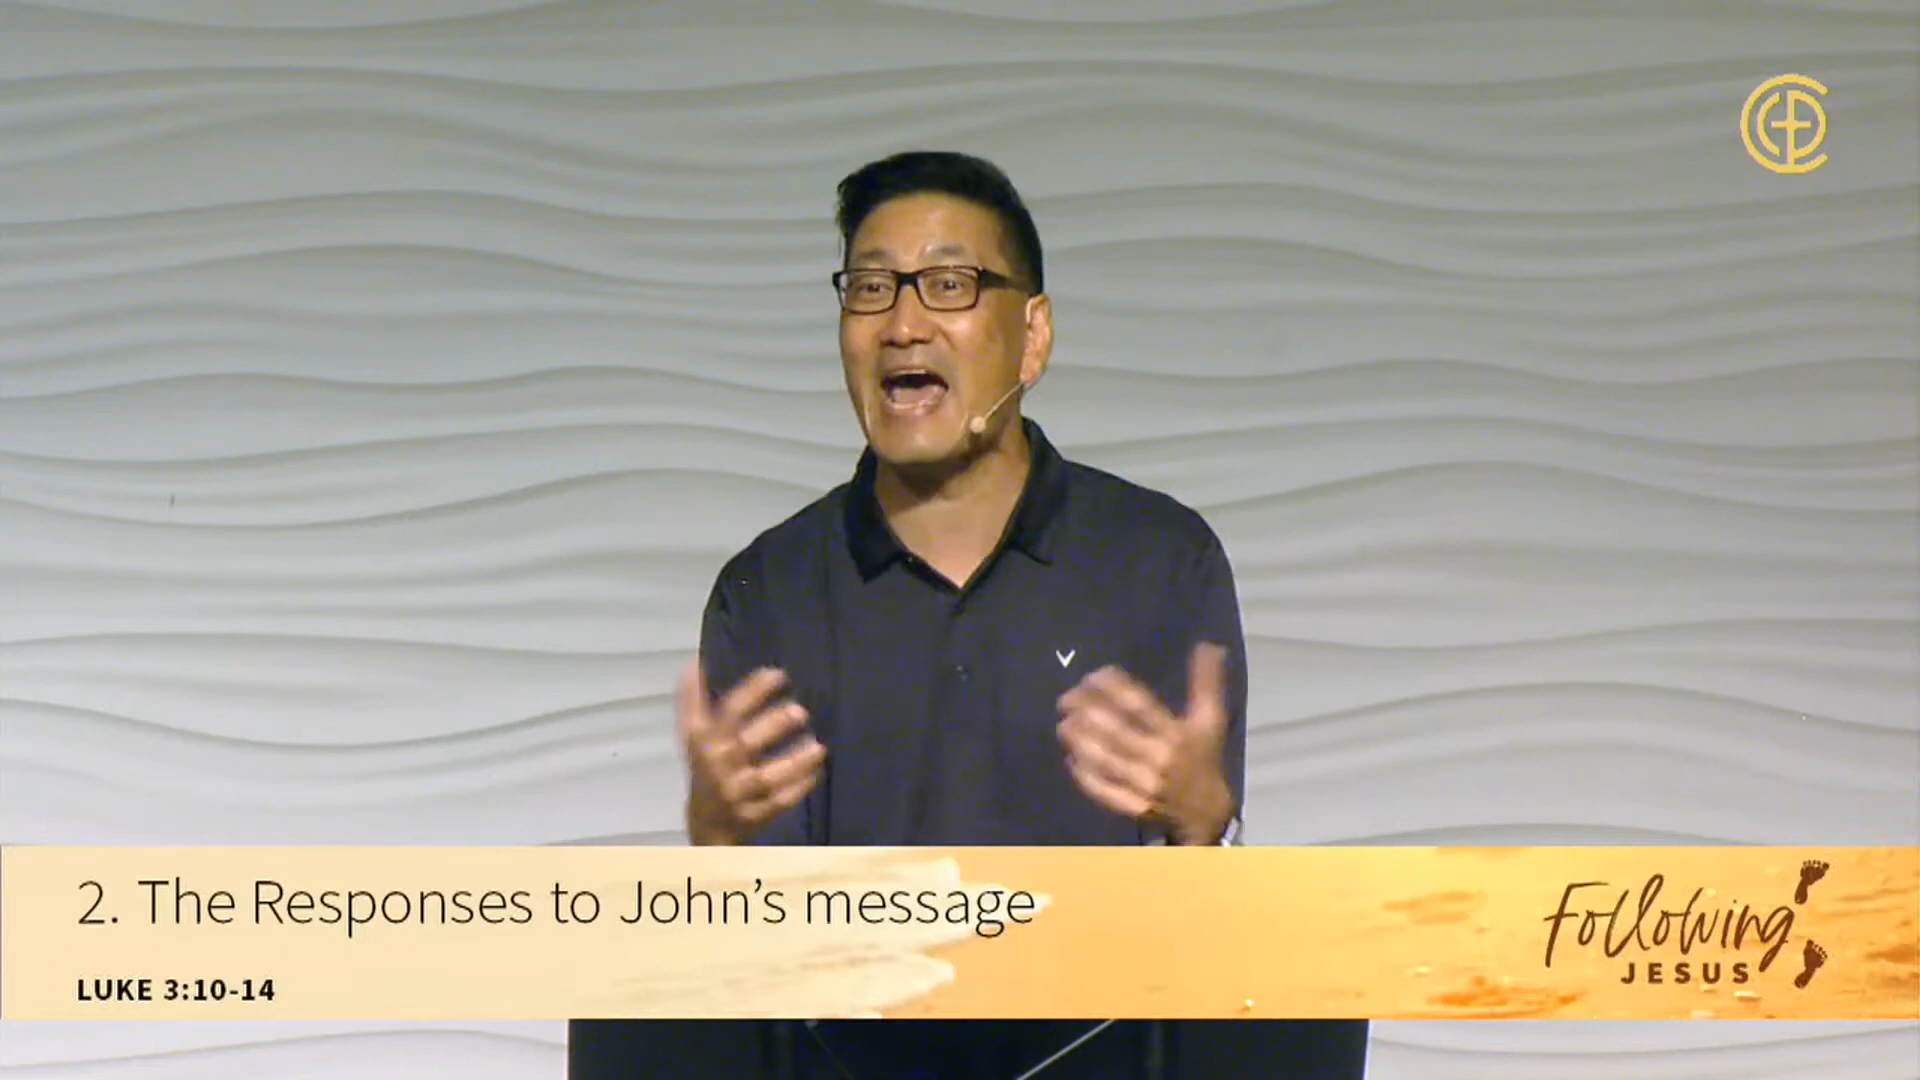 2. The Responses to John’s message
LUKE 3:10-14
Following
JESUS